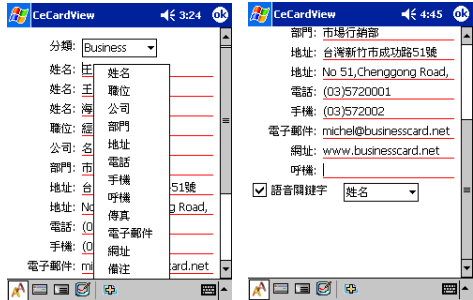 CeCardView
3:24
ok
分類: Business
姓名: 王
姓名: 王
姓名: 海
職位: 經
公司: 名
部門: 市
地址: 台 51號
地址: No g Road,
電話: (0
手機: (0
電子郵件: mi card.net
姓名
職位
公司
部門
地址
電話
手機
呼機
傳真
電子郵件
網址
備注
CeCardView
4:45
ok
部門: 市場行銷部
地址: 台灣新竹市成功路51號
地址: No 51,Chenggong Road,
電話: (03)5720001
手機: (03)572002
電子郵件: michel@businesscard.net
網址: www.businesscard.net
呼機:
語音關鍵字 姓名